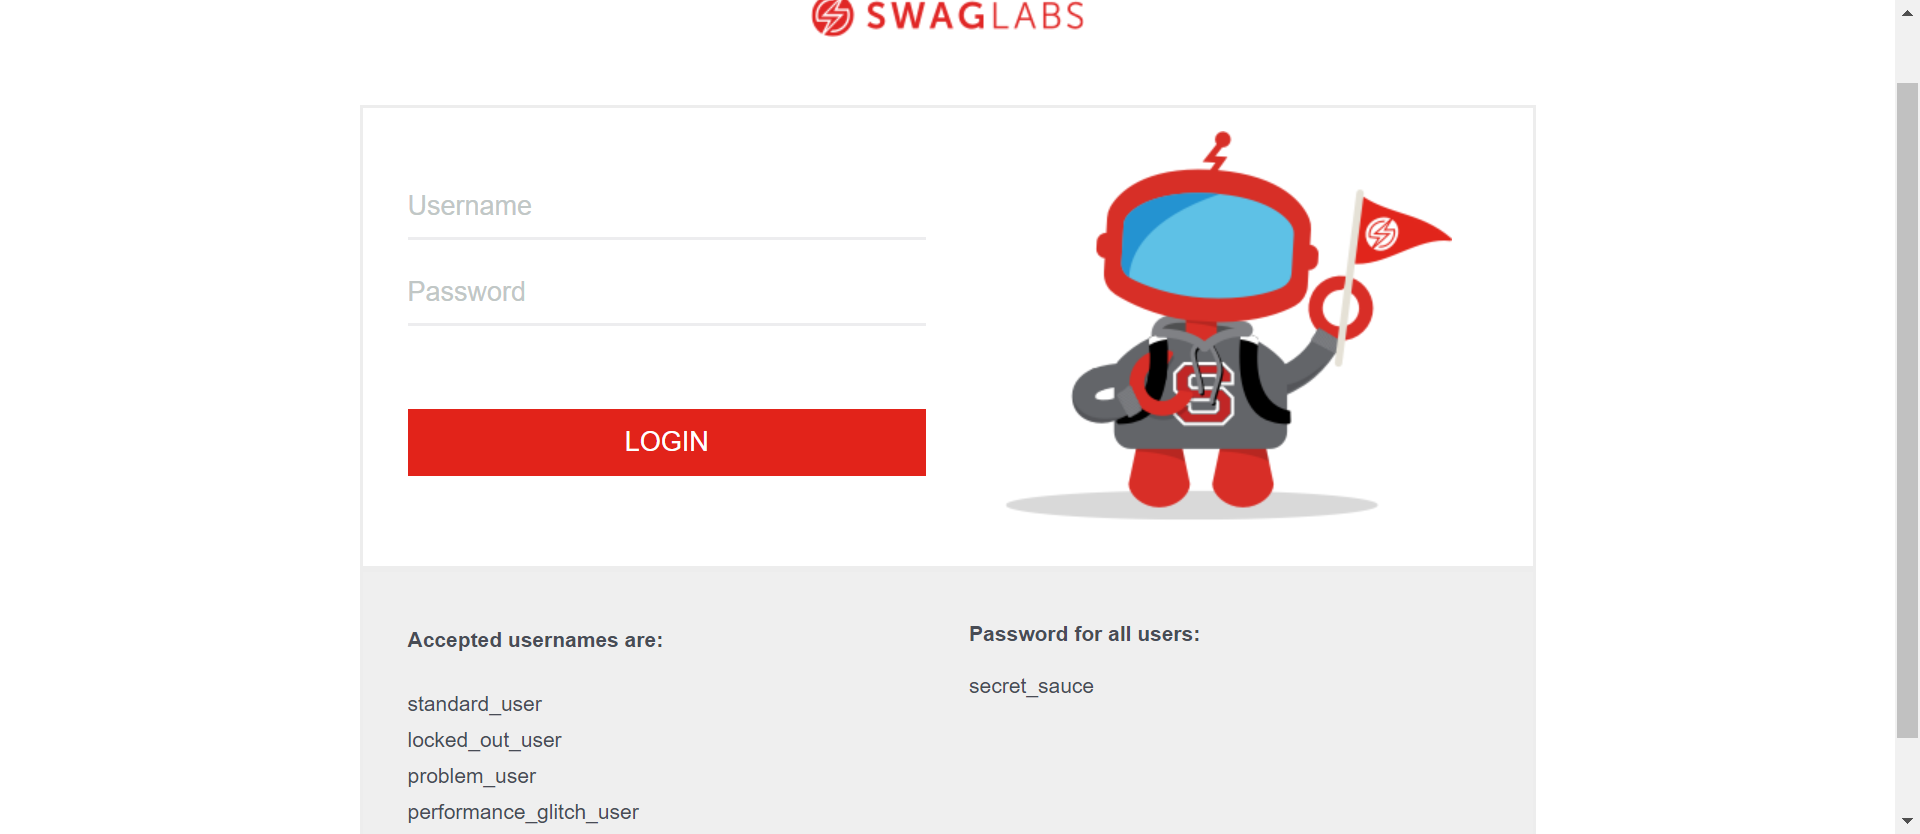 SWAGLABS
Username
Password
LOGIN
S
Accepted usernames are:
standard_user
locked_out_user
problem_user
performance_glitch_user
Password for all users:
secret_sauce